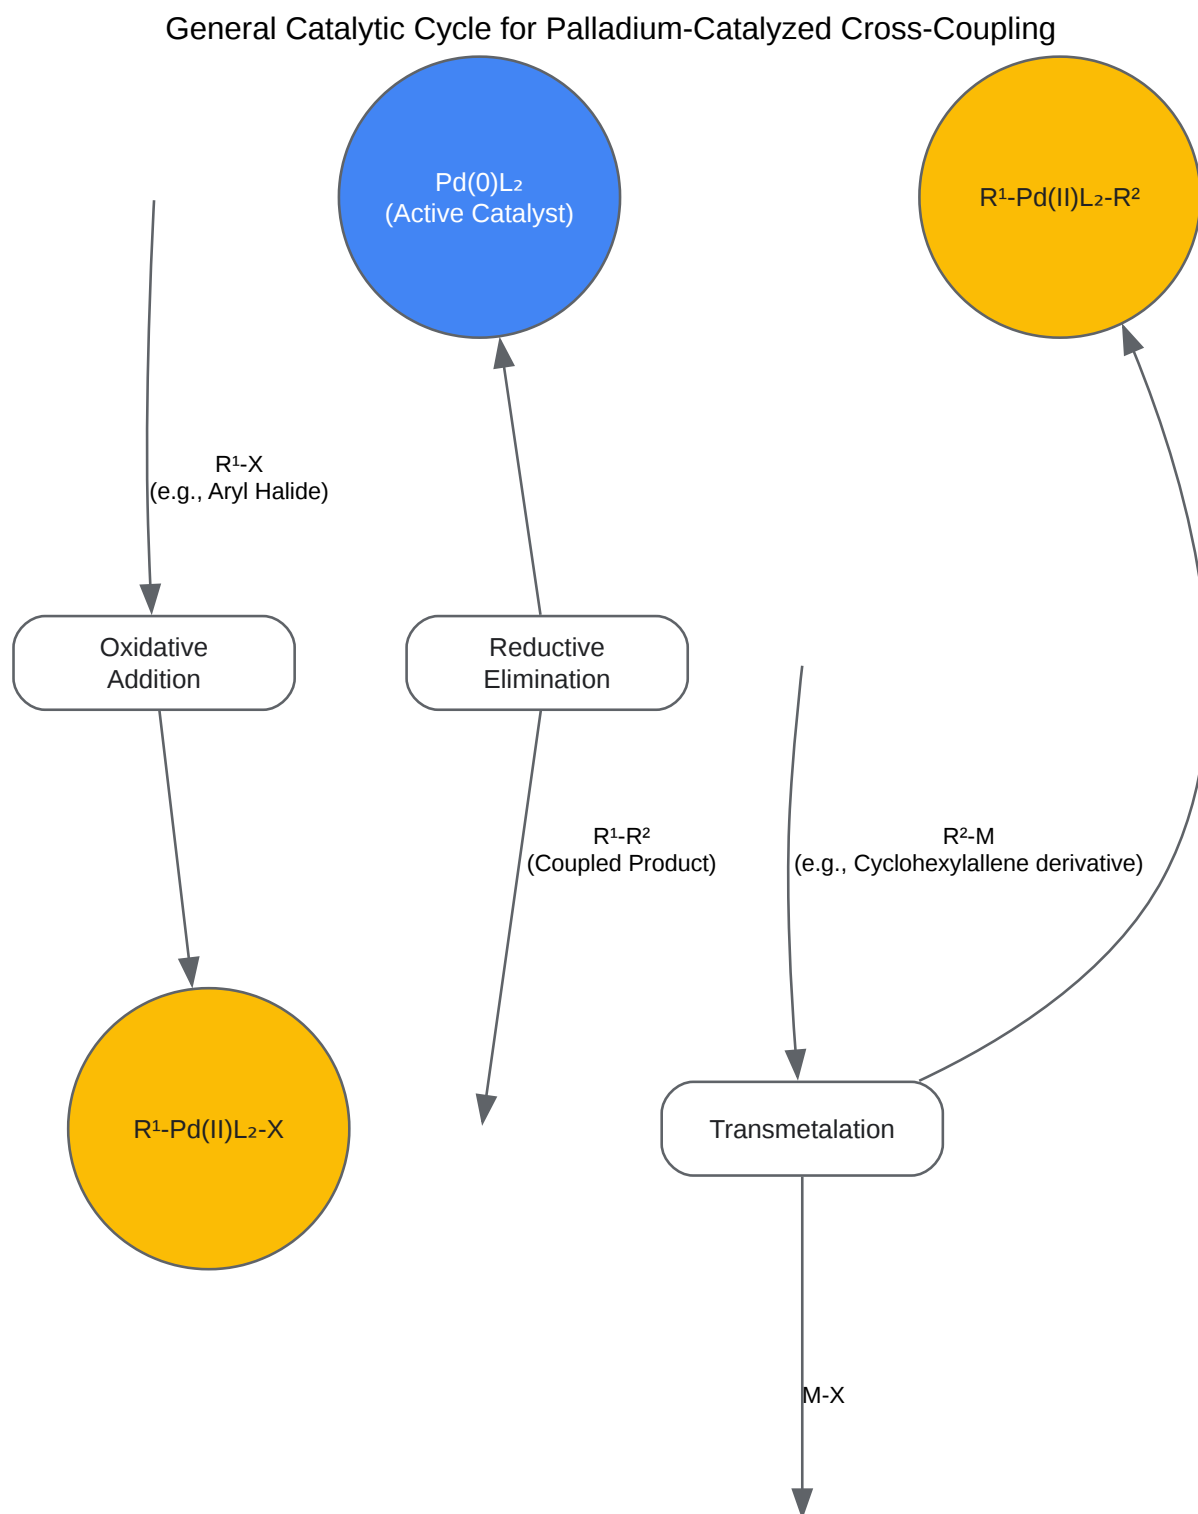 General Catalytic Cycle for Palladium-Catalyzed Cross-Coupling
Pd(0)L₂
(Active Catalyst)
R¹-Pd(II)L₂-R²
R¹-X
(e.g., Aryl Halide)
Oxidative
Addition
Reductive
Elimination
R¹-R²
(Coupled Product)
R²-M
(e.g., Cyclohexylallene derivative)
R¹-Pd(II)L₂-X
Transmetalation
M-X